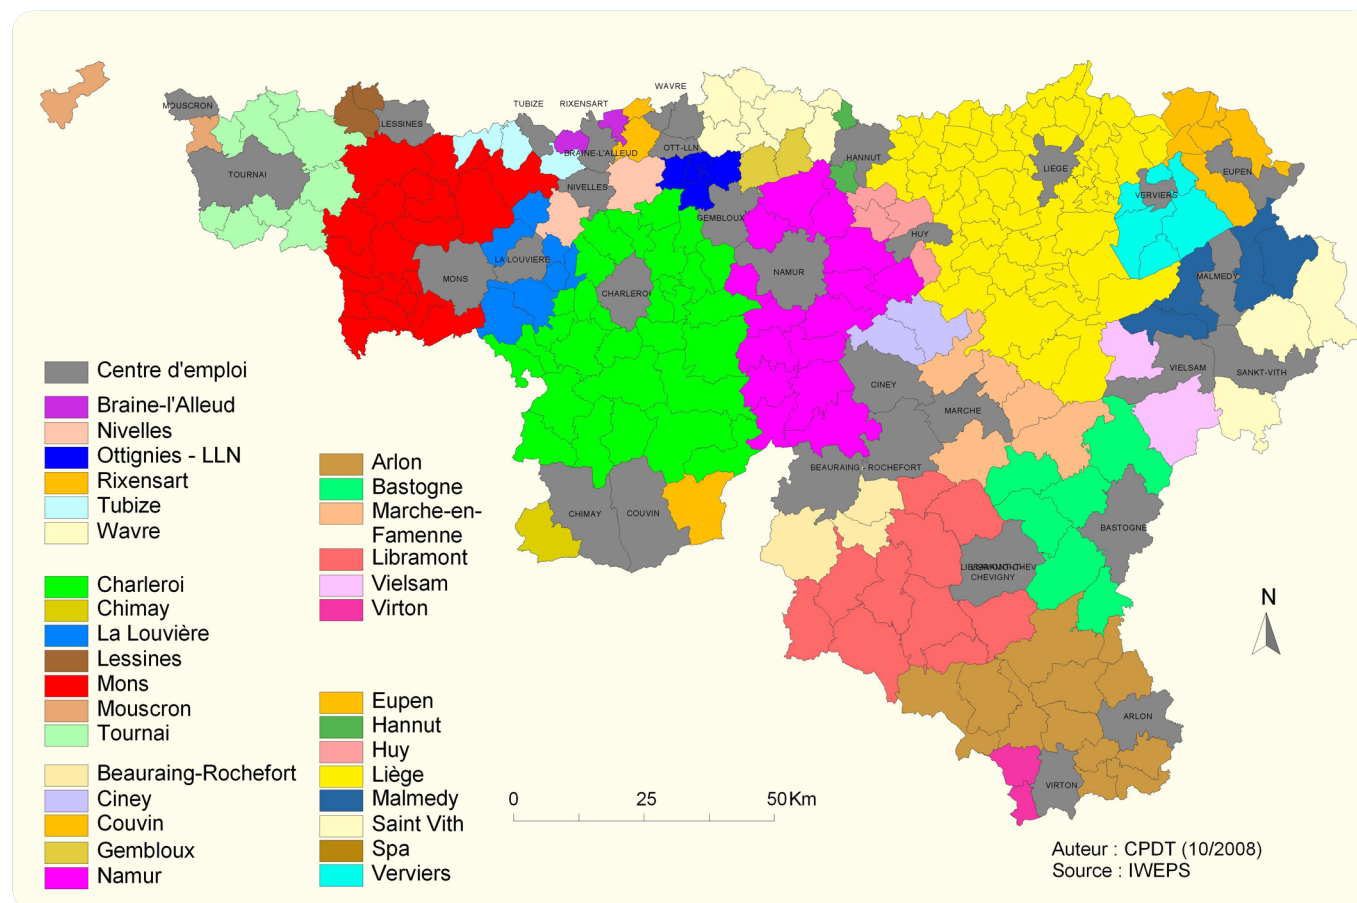 WAVRE
TUBIZE
RIXENSART
MOUSCRON
LESSINES
BRAINE-L'ALLEUD
OTT-LLN
HANNUT
LIEGE
EUPEN
TOURNAI
NIVELLES
VERVIERS
GEMBLOUX
HUY
MONS
LA LOUVIERE
NAMUR
MALMEDY
CHARLEROI
VIELSAM
SANKT-VITH
CINEY
MARCHE
BEAURAING - ROCHEFORT
CHIMAY
COUVIN
BASTOGNE
CHEVIGNY
ARLON
VIRTON
Centre d'emploi
Braine-l'Alleud
Nivelles
Ottignies - LLN
Rixensart
Tubize
Wavre
Charleroi
Chimay
La Louvière
Lessines
Mons
Mouscron
Tournai
Beauraing-Rochefort
Ciney
Couvin
Gembloux
Namur
Arlon
Bastogne
Marche-en-
Famenne
Libramont
Vielsam
Virton
Eupen
Hannut
Huy
Liège
Malmedy
Saint Vith
Spa
Verviers
0 25 50 Km
N
Auteur : CPDT (10/2008)
Source : IWEPS